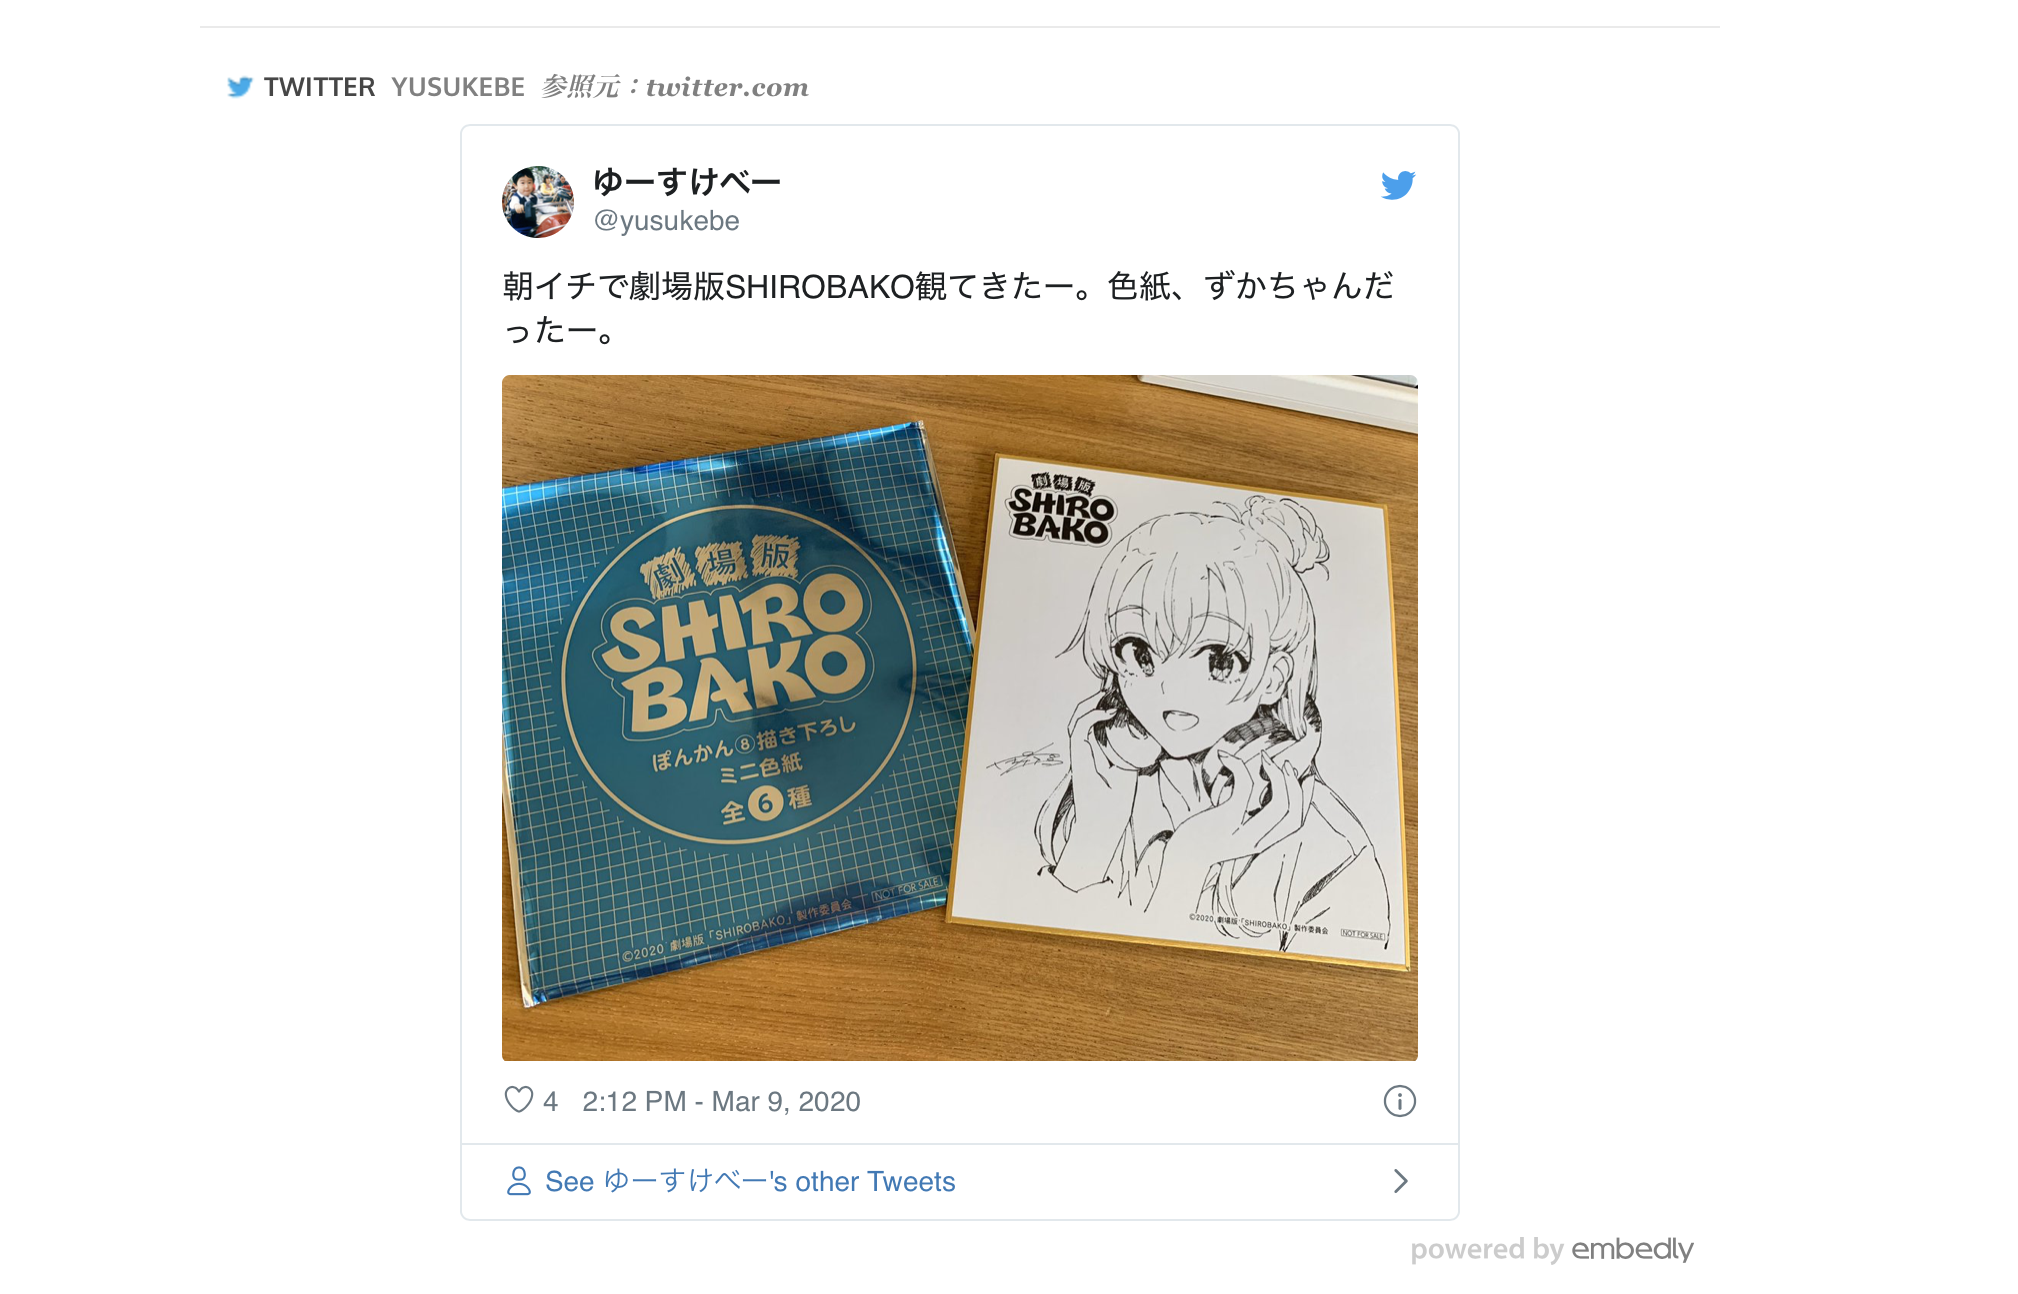 TWITTER YUSUKEBE 参照元：twitter.com
ゆーすけべー
@yusukebe
朝イチで劇場版SHIROBAKO観てきたー。色紙、ずかちゃんだ
ったー。
劇場版
SHIRO
BAKO
ぽんかん⑧描き下ろし
ミニ色紙
全6種
NOT FOR SALE
©2020 劇場版「SHIROBAKO」製作委員会
劇場版
SHIRO
BAKO
©2020 劇場版「SHIROBAKO」製作委員会
NOT FOR SALE
4 2:12 PM - Mar 9, 2020
See ゆーすけべー's other Tweets
powered by embedly